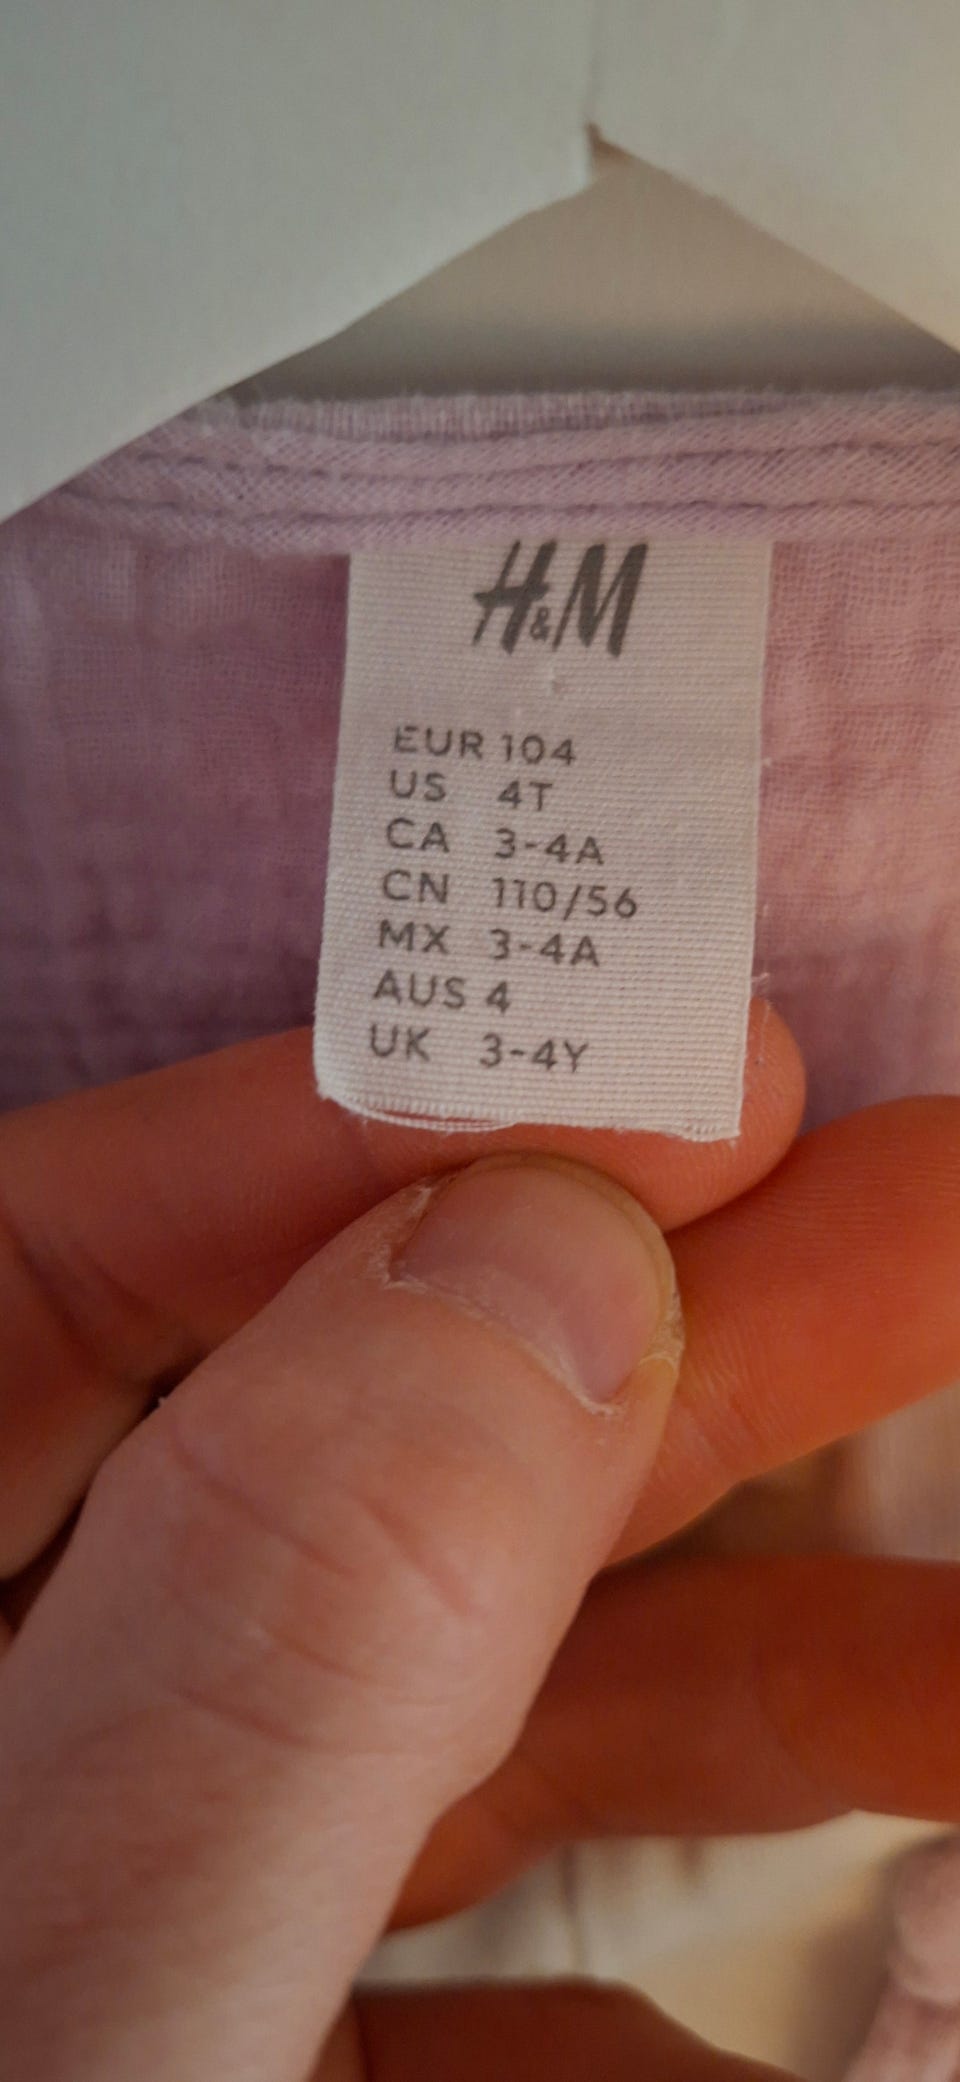 H&M
EUR 104
US 4T
CA 3-4A
CN 110/56
MX 3-4A
AUS 4
UK 3-4Y